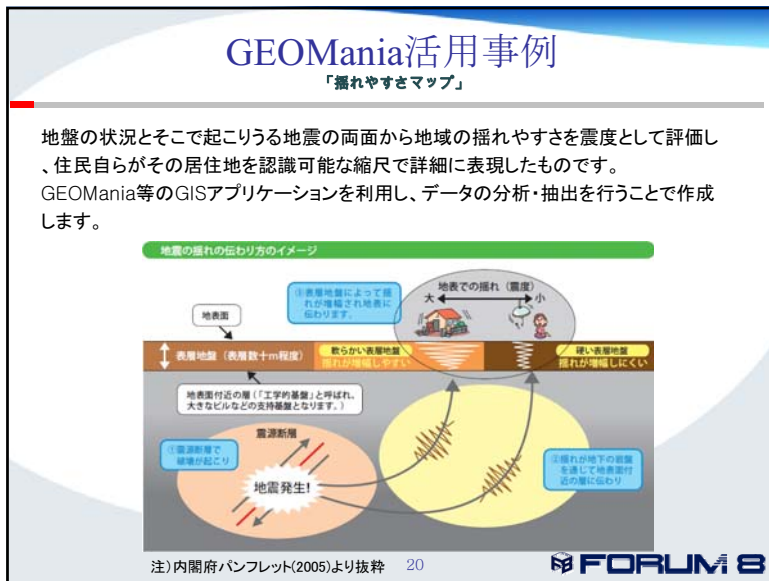 GEOMania活用事例
「揺れやすさマップ」
地盤の状況とそこで起こりうる地震の両面から地域の揺れやすさを震度として評価し
、住民自らがその居住地を認識可能な縮尺で詳細に表現したものです。
GEOMania等のGISアプリケーションを利用し、データの分析・抽出を行うことで作成
します。
地震の揺れの伝わり方のイメージ
③表層地盤によって揺
れが増幅され地表に
伝わります。
地表での揺れ（震度）
大
小
地表面
表層地盤（表層数十m程度）
軟らかい表層地盤
揺れが増幅しやすい
硬い表層地盤
揺れが増幅しにくい
地表面付近の層（「工学的基盤」と呼ばれ、
大きなビルなどの支持基盤となります。）
震源断層
①震源断層で
破壊が起こり
地震発生!
②揺れが地下の岩盤
を通じて地表面付
近の層に伝わり
注）内閣府パンフレット(2005)より抜粋
20
FORUM 8